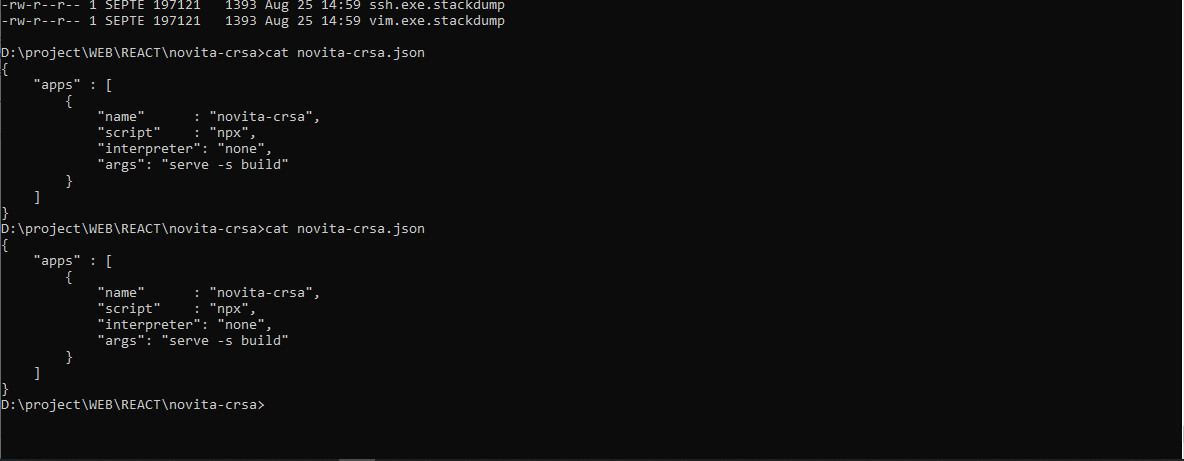 -rw-r--r-- 1 SEPTE 197121   1393 Aug 25 14:59 ssh.exe.stackdump
-rw-r--r-- 1 SEPTE 197121   1393 Aug 25 14:59 vim.exe.stackdump

D:\project\WEB\REACT\novita-crsa>cat novita-crsa.json
{
    "apps" : [
        {
            "name"      : "novita-crsa",
            "script"    : "npx",
            "interpreter": "none",
            "args": "serve -s build"
        }
    ]
}
D:\project\WEB\REACT\novita-crsa>cat novita-crsa.json
{
    "apps" : [
        {
            "name"      : "novita-crsa",
            "script"    : "npx",
            "interpreter": "none",
            "args": "serve -s build"
        }
    ]
}
D:\project\WEB\REACT\novita-crsa>